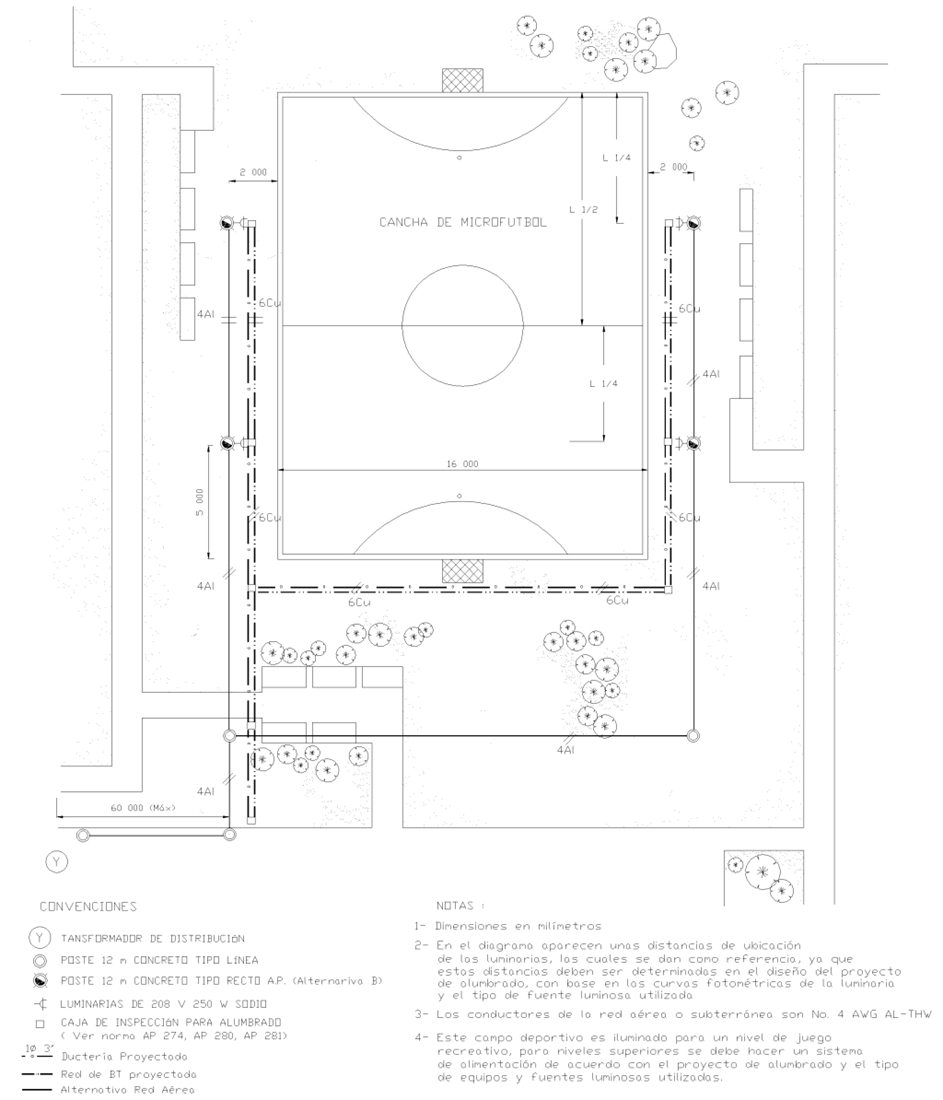 L 1/4
2 000
2 000
L 1/2
CANCHA DE MICROFUTBOL
6Cu
6Cu
4Al
4Al
L 1/4
16 000
5 000
6Cu
6Cu
4Al
4Al
6Cu
6Cu
4Al
4Al
60 000 (Máx)
Y
CONVENCIONES
Y TANSFORMADOR DE DISTRIBUCIóN
POSTE 12 m CONCRETO TIPO LíNEA
POSTE 12 m CONCRETO TIPO RECTO A.P. (Alternariva B)
LUMINARIAS DE 208 V 250 W SODIO
CAJA DE INSPECCIóN PARA ALUMBRADO
( Ver norma AP 274, AP 280, AP 281)
1Ø 3"
Ductería Proyectada
Red de BT proyectada
Alternativa Red Aérea
NOTAS :
1- Dimensiones en milímetros
2- En el diagrama aparecen unas distancias de ubicación
de las luminarias, las cuales se dan como referencia, ya que
estas distancias deben ser determinadas en el diseño del proyecto
de alumbrado, con base en las curvas fotométricas de la luminaria
y el tipo de fuente luminosa utilizada
3- Los conductores de la red aérea o subterránea son No. 4 AWG AL-THW
4- Este campo deportivo es iluminado para un nivel de juego
recreativo, para niveles superiores se debe hacer un sistema
de alimentación de acuerdo con el proyecto de alumbrado y el tipo
de equipos y fuentes luminosas utilizadas.